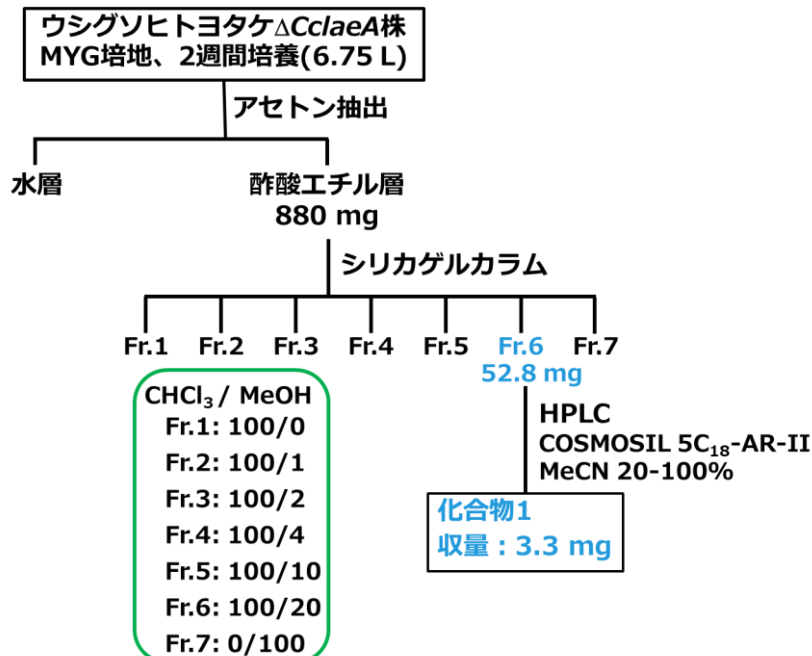 ウシグソヒトヨタケΔCclaeA株
MYG培地、2週間培養(6.75 L)
アセトン抽出
水層
酢酸エチル層
880 mg
シリカゲルカラム
Fr.1 Fr.2 Fr.3 Fr.4 Fr.5 Fr.6 Fr.7
52.8 mg
CHCl₃ / MeOH
Fr.1: 100/0
Fr.2: 100/1
Fr.3: 100/2
Fr.4: 100/4
Fr.5: 100/10
Fr.6: 100/20
Fr.7: 0/100
HPLC
COSMOSIL 5C₁₈-AR-II
MeCN 20-100%
化合物1
収量：3.3 mg